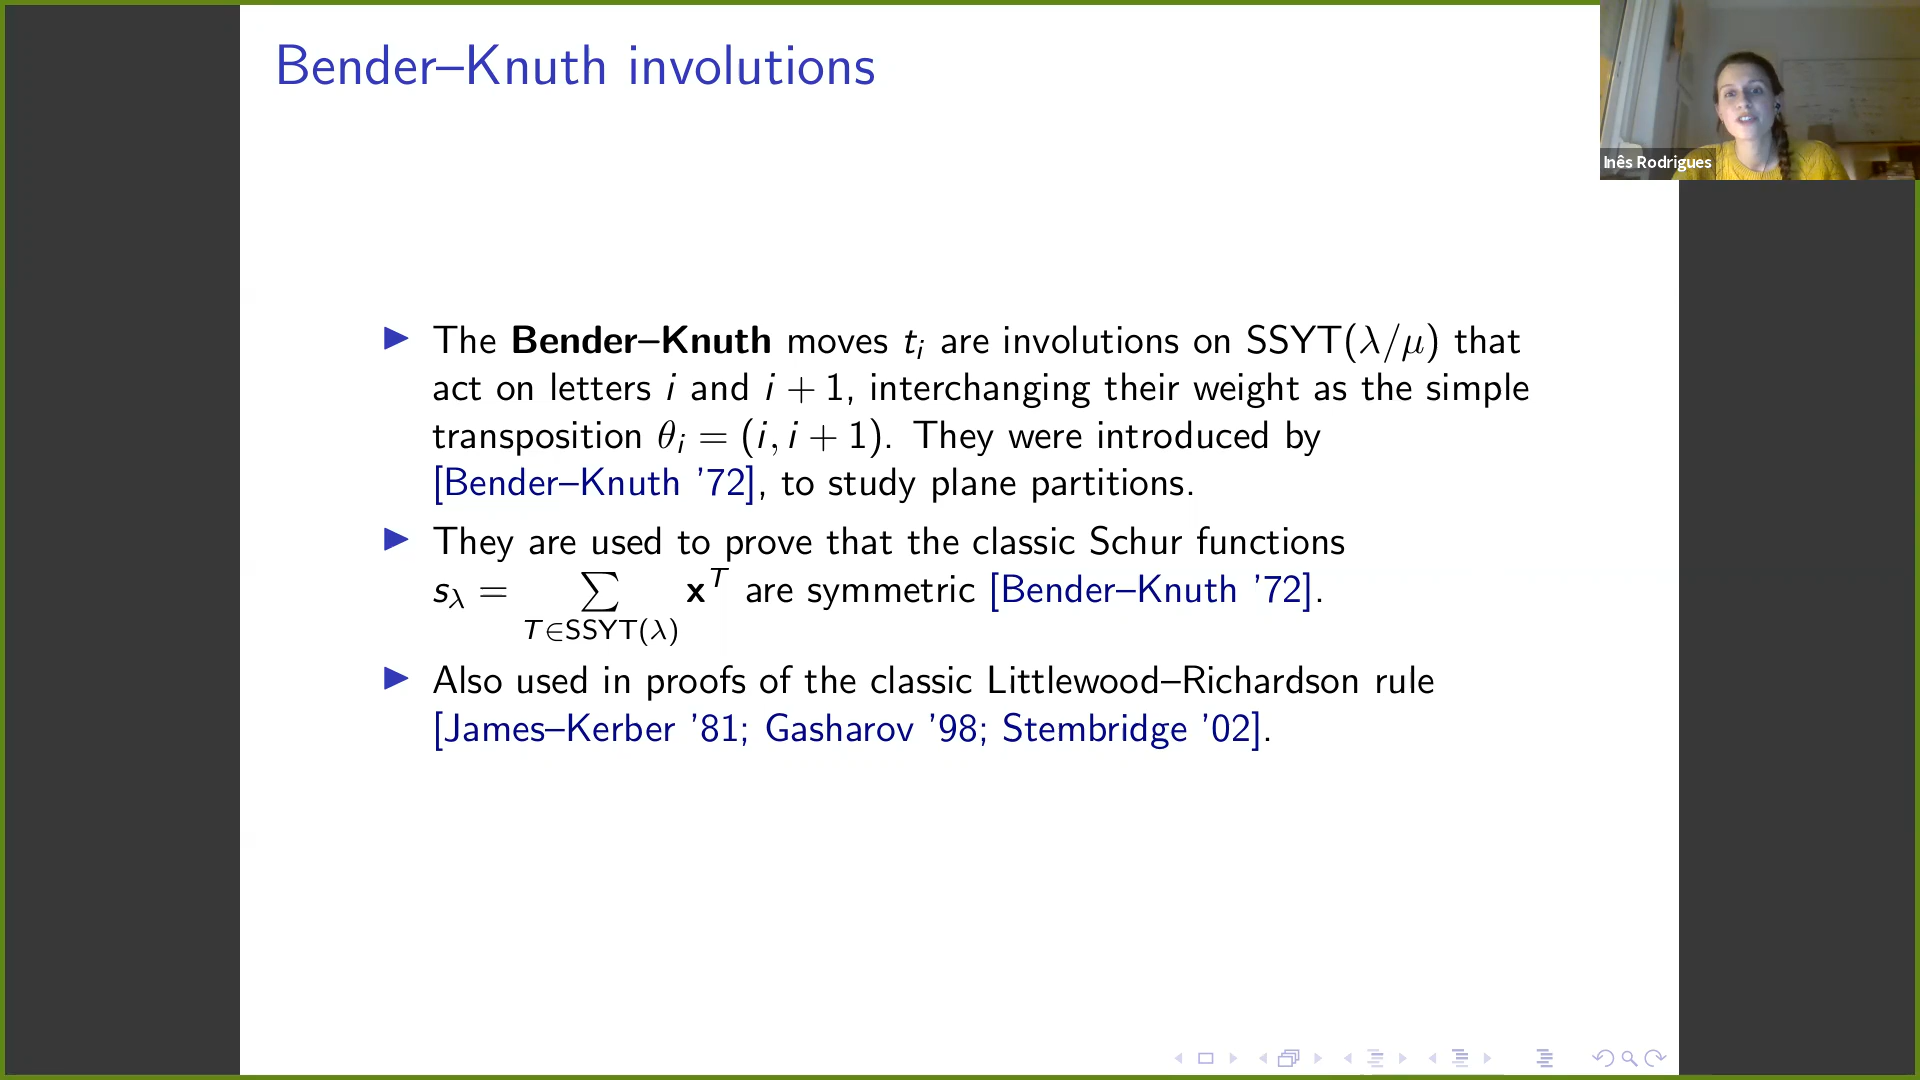 Bender–Knuth involutions
Inês Rodrigues
▶ The Bender–Knuth moves tᵢ are involutions on SSYT(λ/μ) that
act on letters i and i + 1, interchanging their weight as the simple
transposition θᵢ = (i, i + 1). They were introduced by
[Bender–Knuth ’72], to study plane partitions.
▶ They are used to prove that the classic Schur functions
s_λ = ∑_{T∈SSYT(λ)} x^T are symmetric [Bender–Knuth ’72].
▶ Also used in proofs of the classic Littlewood–Richardson rule
[James–Kerber ’81; Gasharov ’98; Stembridge ’02].